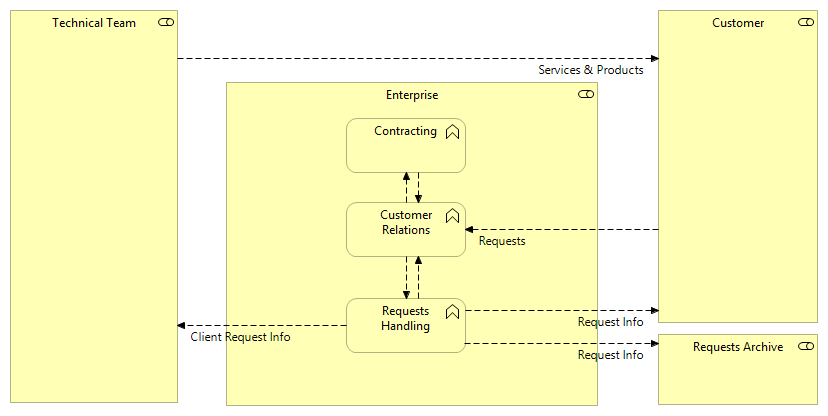 Technical Team
Customer
Services & Products
Enterprise
Contracting
Customer
Relations
Requests
Requests
Handling
Request Info
Client Request Info
Request Info
Requests Archive